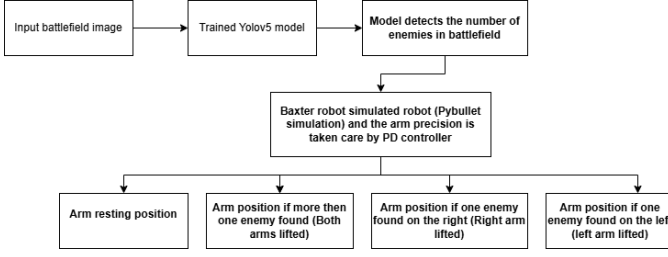 Input battlefield image
Trained Yolov5 model
Model detects the number of
enemies in battlefield
Baxter robot simulated robot (Pybullet
simulation) and the arm precision is
taken care by PD controller
Arm resting position
Arm position if more then
one enemy found (Both
arms lifted)
Arm position if one enemy
found on the right (Right arm
lifted)
Arm position if one
enemy found on the left
(left arm lifted)